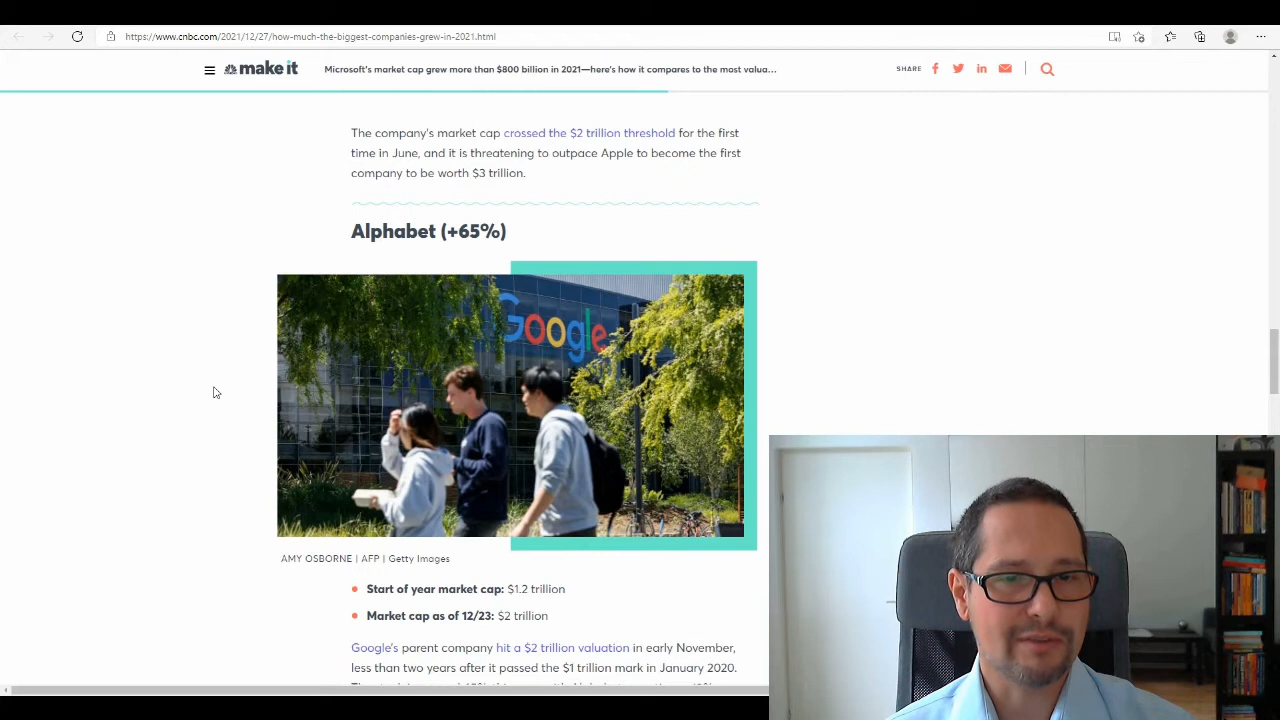 https://www.cnbc.com/2021/12/27/how-much-the-biggest-companies-grew-in-2021.html
make it
Microsoft's market cap grew more than $800 billion in 2021—here's how it compares to the most valua...
SHARE
The company's market cap crossed the $2 trillion threshold for the first
time in June, and it is threatening to outpace Apple to become the first
company to be worth $3 trillion.
Alphabet (+65%)
Google
AMY OSBORNE | AFP | Getty Images
Start of year market cap: $1.2 trillion
Market cap as of 12/23: $2 trillion
Google's parent company hit a $2 trillion valuation in early November,
less than two years after it passed the $1 trillion mark in January 2020.